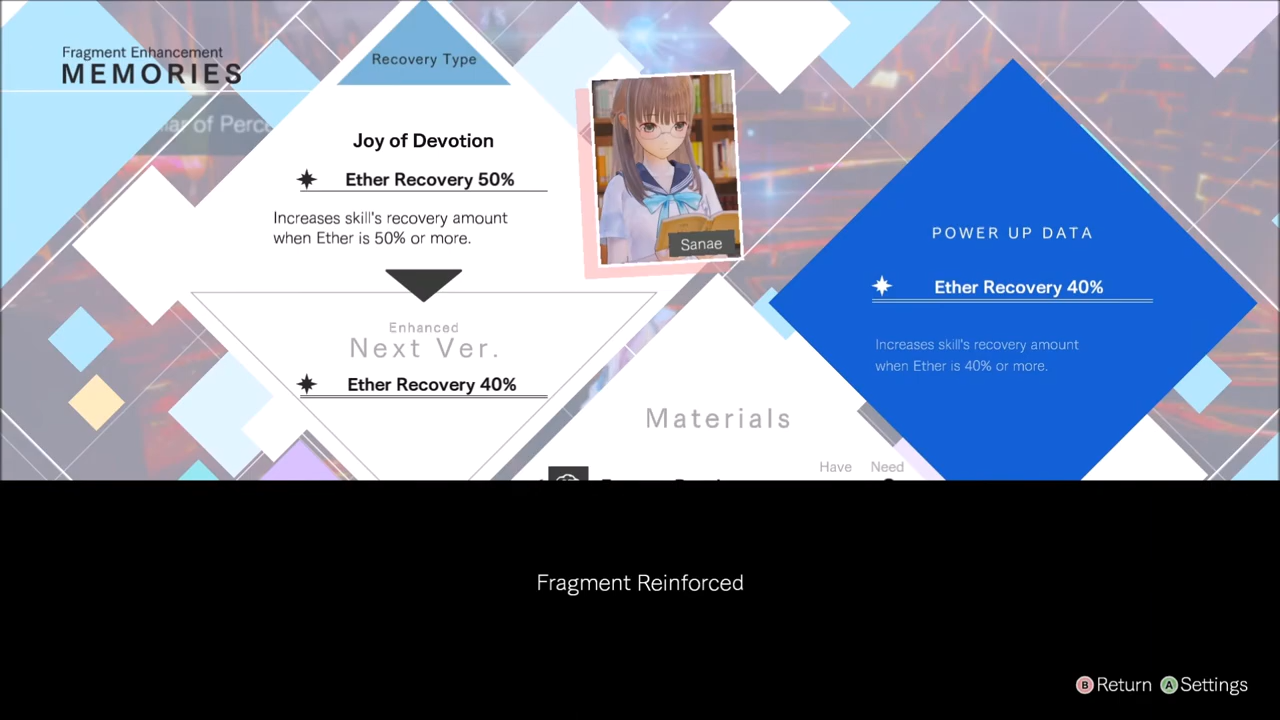 Fragment Enhancement
MEMORIES
Recovery Type
Joy of Devotion
Ether Recovery 50%
Increases skill's recovery amount
when Ether is 50% or more.
Sanae
Enhanced
Next Ver.
Ether Recovery 40%
POWER UP DATA
Ether Recovery 40%
Increases skill's recovery amount
when Ether is 40% or more.
Materials
Have Need
Fragment Reinforced
B Return A Settings